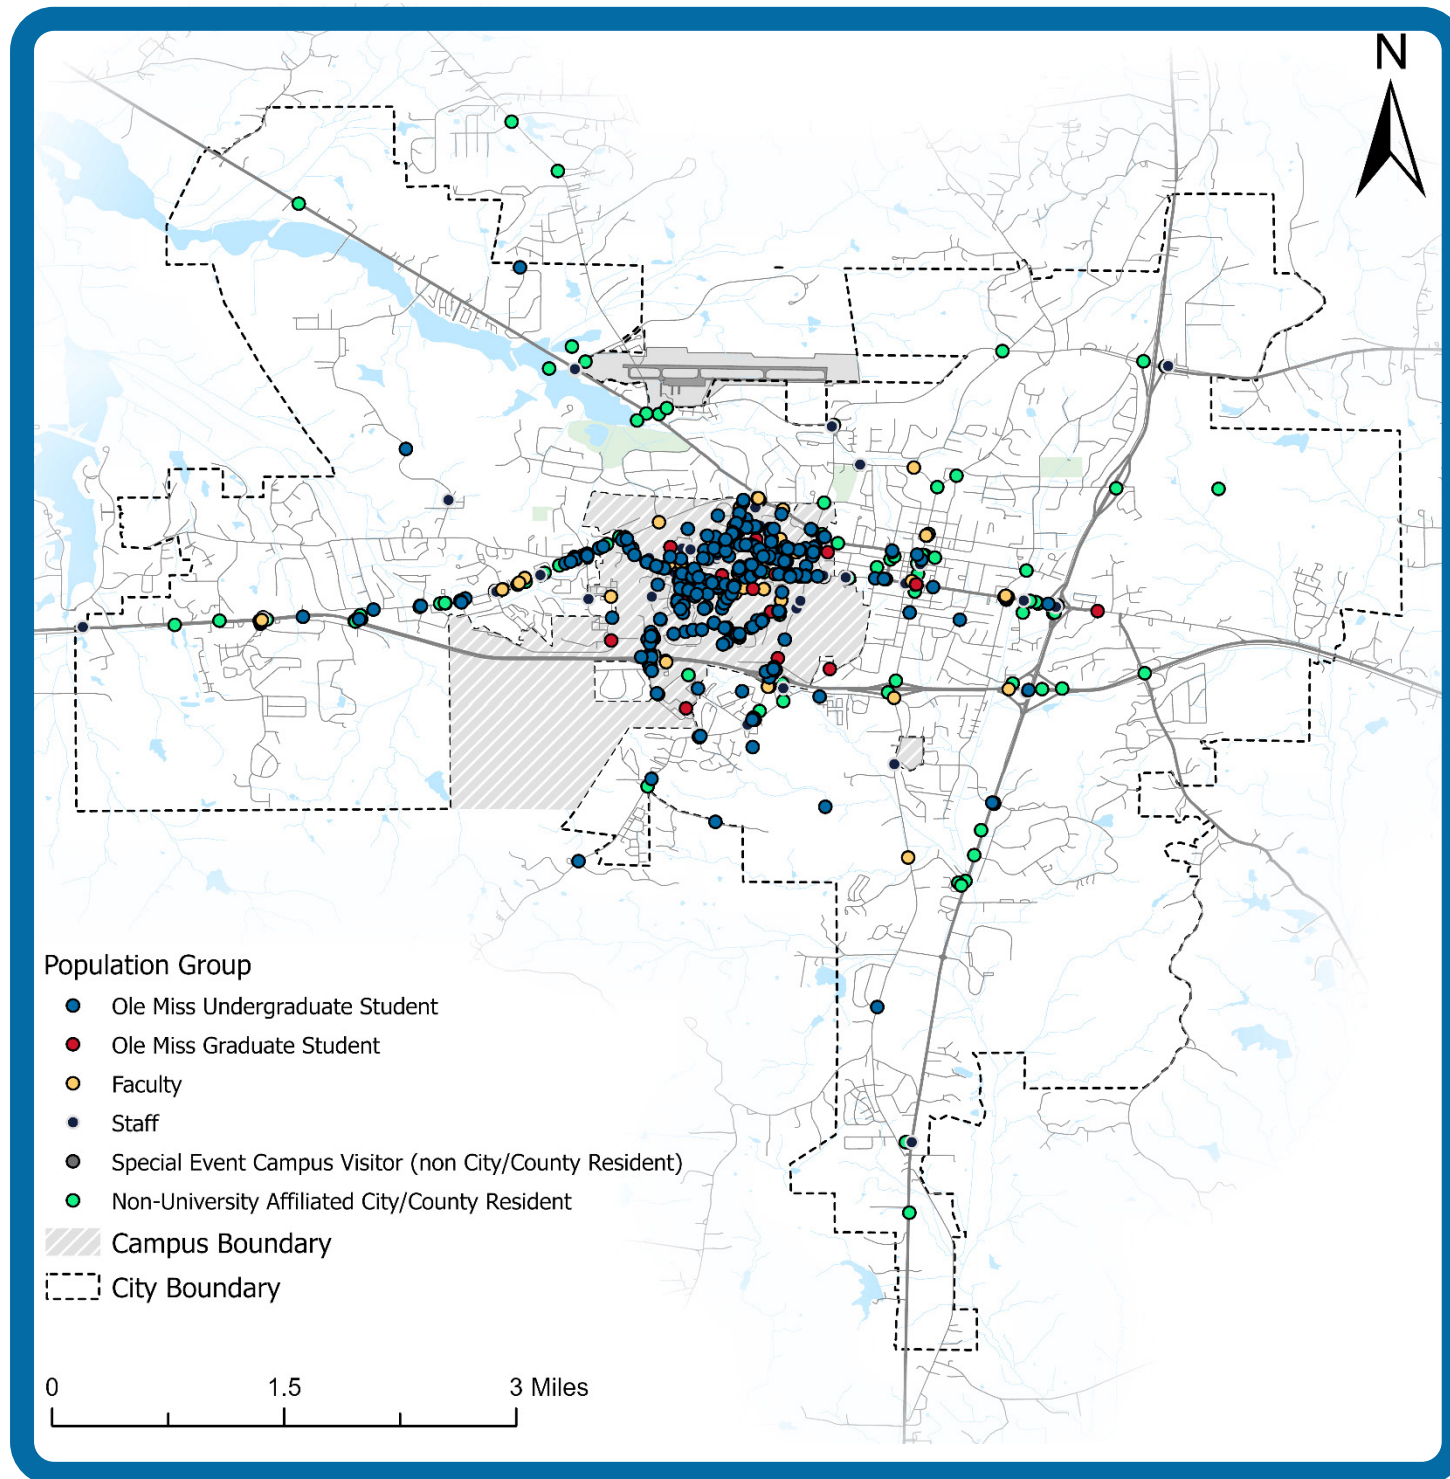 N
Population Group
Ole Miss Undergraduate Student
Ole Miss Graduate Student
Faculty
Staff
Special Event Campus Visitor (non City/County Resident)
Non-University Affiliated City/County Resident
Campus Boundary
City Boundary
0 1.5 3 Miles